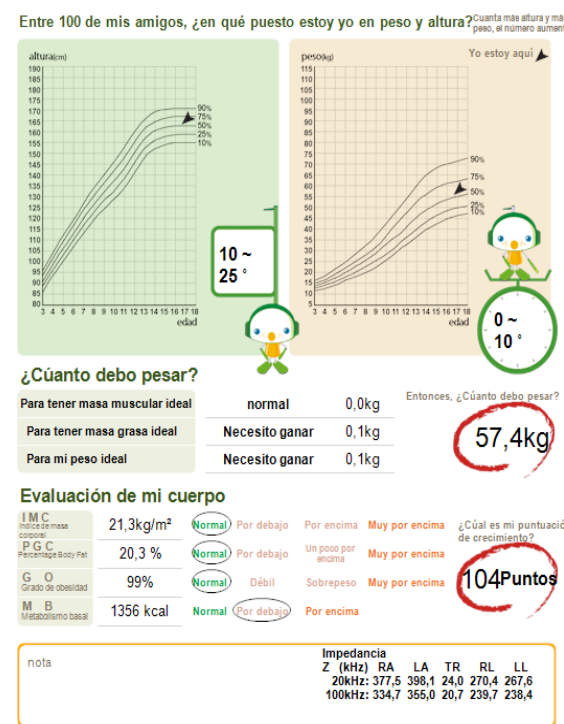 Entre 100 de mis amigos, ¿en qué puesto estoy yo en peso y altura?
Cuanta más altura y má
peso, el número aument
altura(cm)
190
185
180
175
170
165
160
155
150
145
140
135
130
125
120
115
110
105
100
95
90
85
80
90%
75%
50%
25%
10%
3 4 5 6 7 8 9 10 11 12 13 14 15 16 17 18
edad
10 ~
25 °
peso(kg)
Yo estoy aquí
115
110
105
100
95
90
85
80
75
70
65
60
55
50
45
40
35
30
25
20
15
10
5
90%
75%
50%
25%
10%
3 4 5 6 7 8 9 10 11 12 13 14 15 16 17 18
edad
0 ~
10 °
¿Cúanto debo pesar?
Para tener masa muscular ideal normal 0,0kg
Para tener masa grasa ideal Necesito ganar 0,1kg
Para mi peso ideal Necesito ganar 0,1kg
Entonces, ¿Cúanto debo pesar?
57,4kg
Evaluación de mi cuerpo
I M C
Indice de masa
corporal
21,3kg/m² Normal Por debajo Por encima Muy por encima
P G C
Percentage Body Fat
20,3 % Normal Por debajo Un poco por encima Muy por encima
G O
Grado de obesidad
99% Normal Débil Sobrepeso Muy por encima
M B
Metabolismo basal
1356 kcal Normal Por debajo Por encima
¿Cúal es mi puntuació
de crecimiento?
104Puntos
nota
Impedancia
Z (kHz) RA LA TR RL LL
20kHz: 377,5 398,1 24,0 270,4 267,6
100kHz: 334,7 355,0 20,7 239,7 238,4